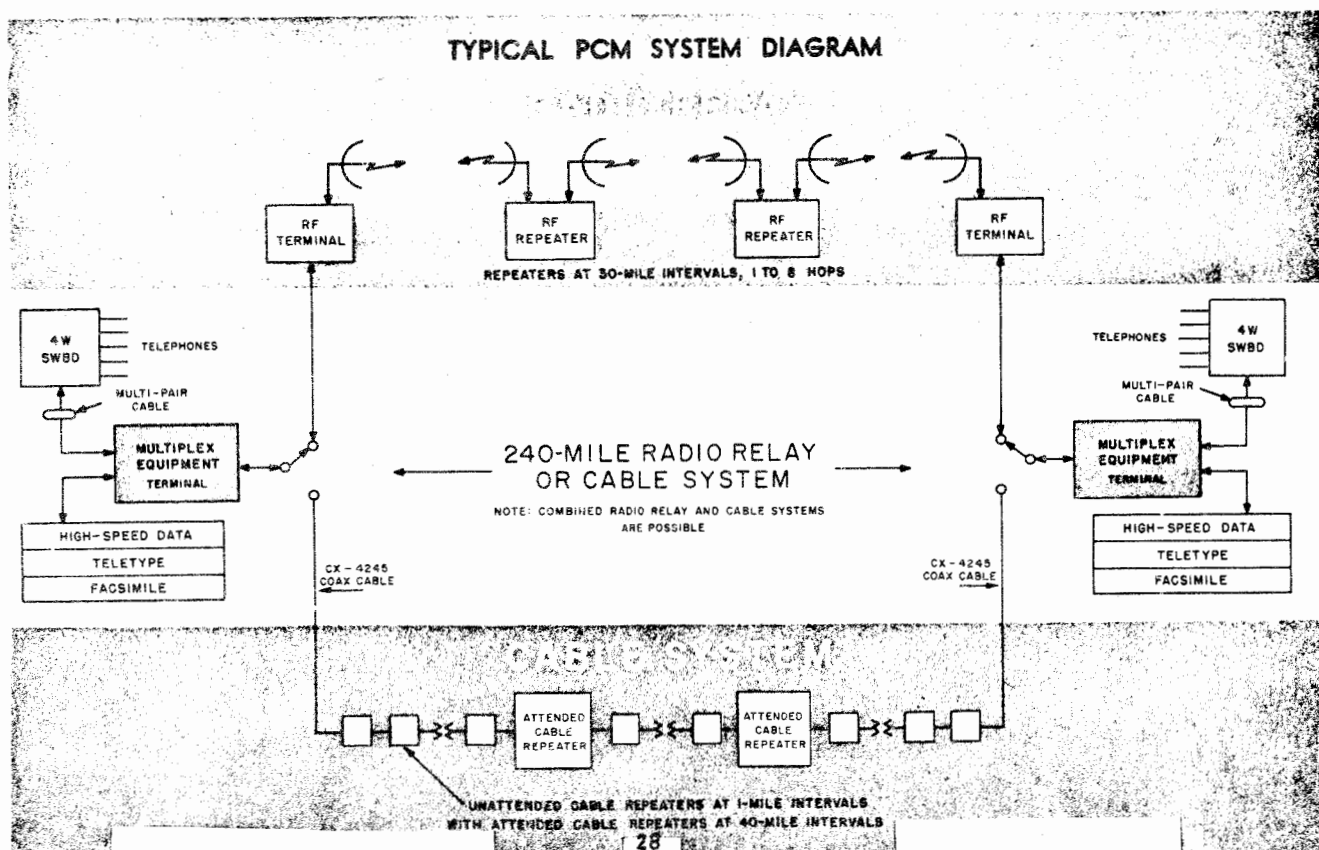 TYPICAL PCM SYSTEM DIAGRAM
RF
TERMINAL
RF
REPEATER
RF
REPEATER
RF
TERMINAL
REPEATERS AT 30-MILE INTERVALS, 1 TO 8 HOPS
4W
SWBD
TELEPHONES
MULTI-PAIR
CABLE
MULTIPLEX
EQUIPMENT
TERMINAL
HIGH-SPEED DATA
TELETYPE
FACSIMILE
240-MILE RADIO RELAY
OR CABLE SYSTEM
NOTE: COMBINED RADIO RELAY AND CABLE SYSTEMS
ARE POSSIBLE
TELEPHONES
4W
SWBD
MULTI-PAIR
CABLE
MULTIPLEX
EQUIPMENT
TERMINAL
HIGH-SPEED DATA
TELETYPE
FACSIMILE
CX-4245
COAX CABLE
CX-4245
COAX CABLE
CABLE SYSTEM
ATTENDED
CABLE
REPEATER
ATTENDED
CABLE
REPEATER
UNATTENDED CABLE REPEATERS AT 1-MILE INTERVALS
WITH ATTENDED CABLE REPEATERS AT 40-MILE INTERVALS
28